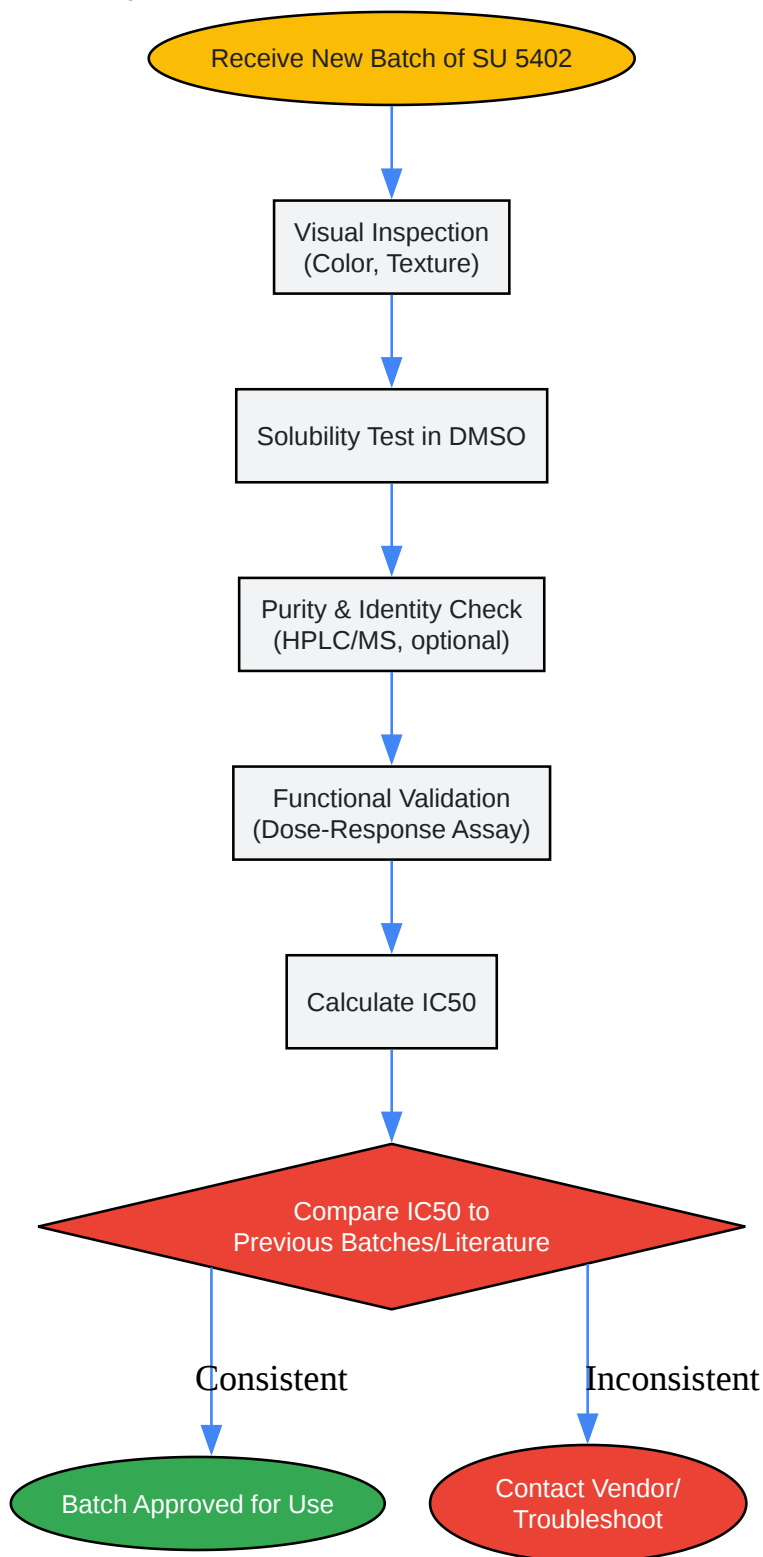 Receive New Batch of SU 5402
Visual Inspection
(Color, Texture)
Solubility Test in DMSO
Purity & Identity Check
(HPLC/MS, optional)
Functional Validation
(Dose-Response Assay)
Calculate IC50
Compare IC50 to
Previous Batches/Literature
Consistent
Inconsistent
Batch Approved for Use
Contact Vendor/
Troubleshoot